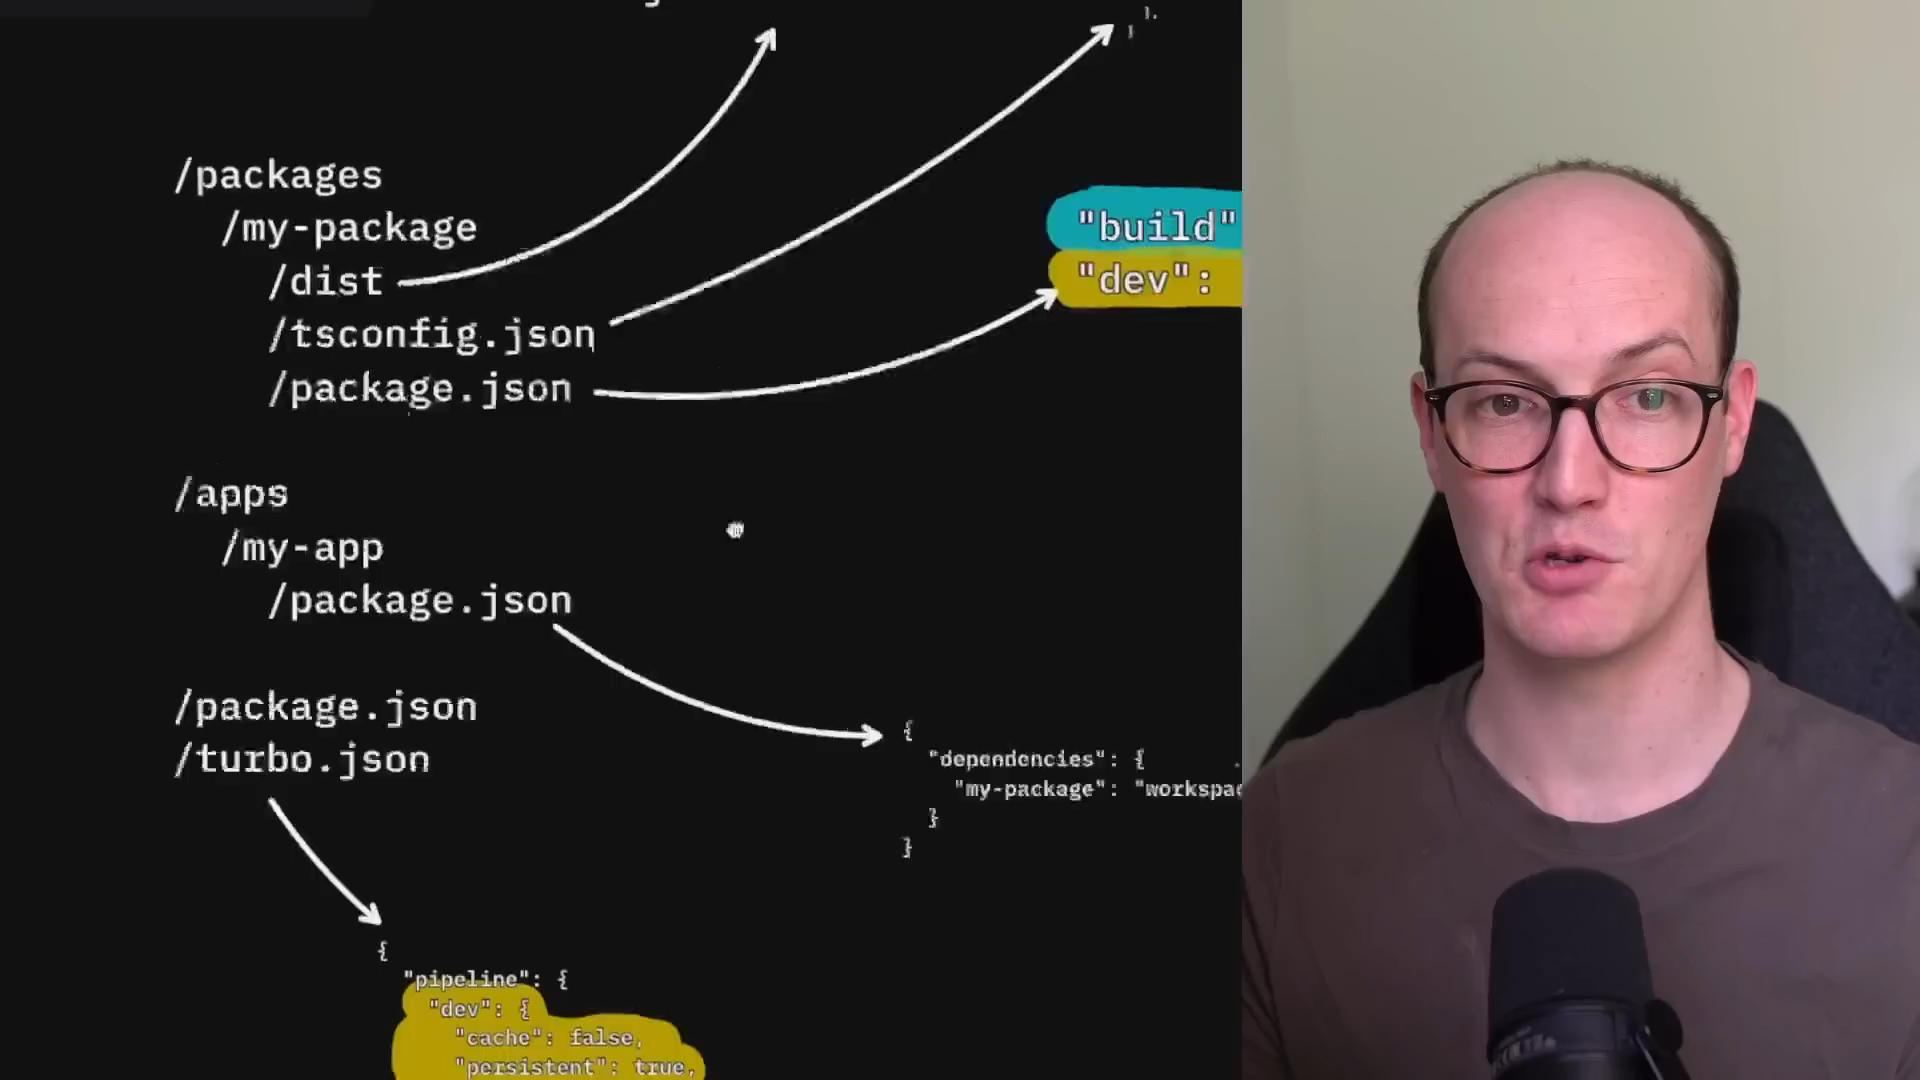 /packages
/my-package
/dist
/tsconfig.json
/package.json
"build"
"dev":
/apps
/my-app
/package.json
/package.json
/turbo.json
{
"dependencies": {
"my-package": "workspac
}
}
{
"pipeline": {
"dev": {
"cache": false,
"persistent": true,